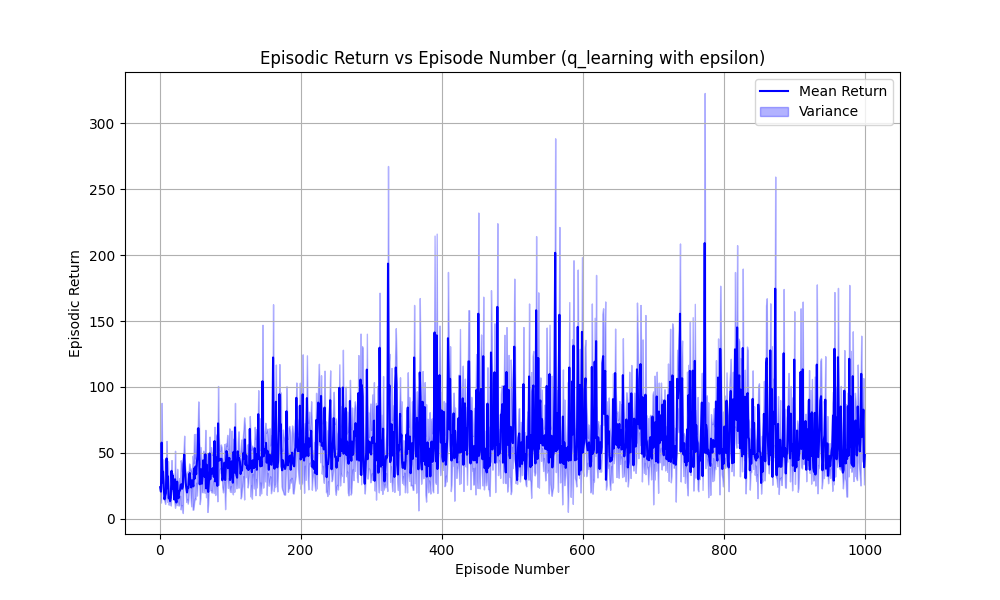 Episodic Return vs Episode Number (q_learning with epsilon)
Mean Return
Variance
Episodic Return
300
250
200
150
100
50
0
0 200 400 600 800 1000
Episode Number